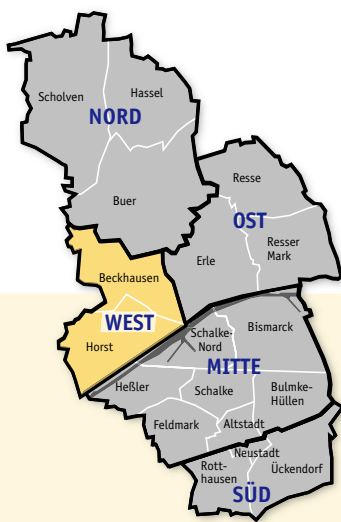 Hassel
Scholven
NORD
Buer
Resse
OST
Resser
Mark
Erle
Beckhausen
WEST
Horst
Schalke-
Nord
Bismarck
MITTE
Heßler
Schalke
Bulmke-
Hüllen
Feldmark
Altstadt
Neustadt
Rott-
hausen
Ückendorf
SÜD